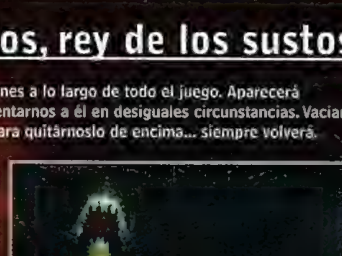 os, rey de los sustos
nes a lo largo de todo el juego. Aparecerá
entarnos a él en desiguales circunstancias. Vaciar
ara quitárnoslo de encima... siempre volverá.